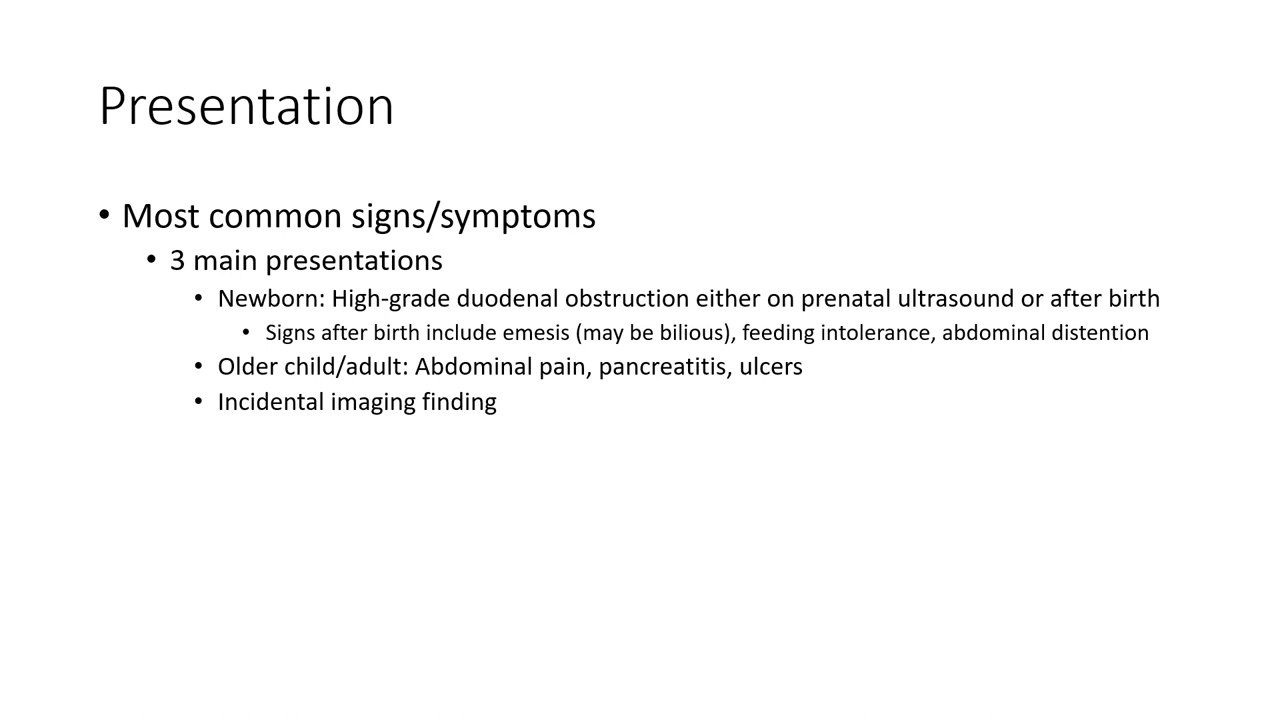 Presentation
• Most common signs/symptoms
• 3 main presentations
• Newborn: High-grade duodenal obstruction either on prenatal ultrasound or after birth
• Signs after birth include emesis (may be bilious), feeding intolerance, abdominal distention
• Older child/adult: Abdominal pain, pancreatitis, ulcers
• Incidental imaging finding